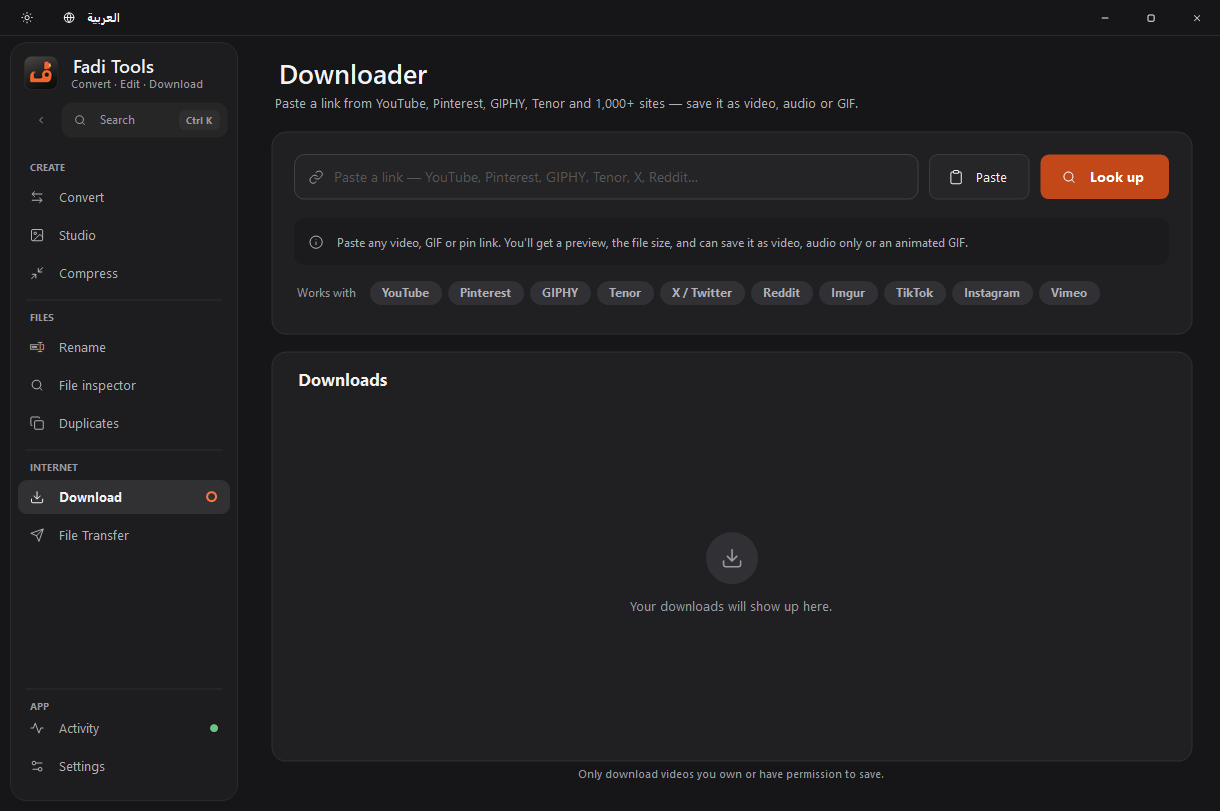 العربية
Fadi Tools
Convert · Edit · Download
Search
Ctrl K
CREATE
Convert
Studio
Compress
FILES
Rename
File inspector
Duplicates
INTERNET
Download
File Transfer
APP
Activity
Settings
Downloader
Paste a link from YouTube, Pinterest, GIPHY, Tenor and 1,000+ sites — save it as video, audio or GIF.
Paste a link — YouTube, Pinterest, GIPHY, Tenor, X, Reddit...
Paste
Look up
Paste any video, GIF or pin link. You'll get a preview, the file size, and can save it as video, audio only or an animated GIF.
Works with YouTube Pinterest GIPHY Tenor X / Twitter Reddit Imgur TikTok Instagram Vimeo
Downloads
Your downloads will show up here.
Only download videos you own or have permission to save.